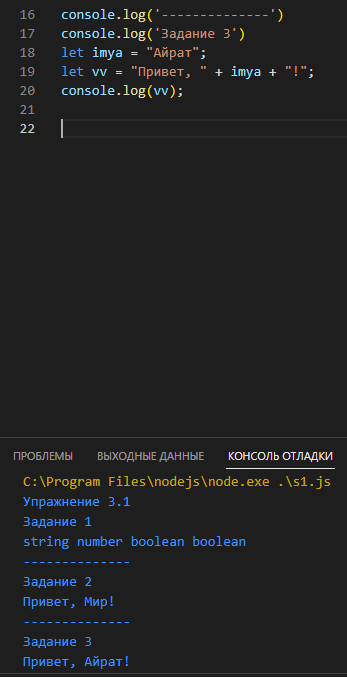 16 console.log('--------------')
17 console.log('Задание 3')
18 let imya = "Айрат";
19 let vv = "Привет, " + imya + "!";
20 console.log(vv);
21
22
ПРОБЛЕМЫ ВЫХОДНЫЕ ДАННЫЕ КОНСОЛЬ ОТЛАДКИ
C:\Program Files\nodejs\node.exe .\s1.js
Упражнение 3.1
Задание 1
string number boolean boolean
--------------
Задание 2
Привет, Мир!
--------------
Задание 3
Привет, Айрат!